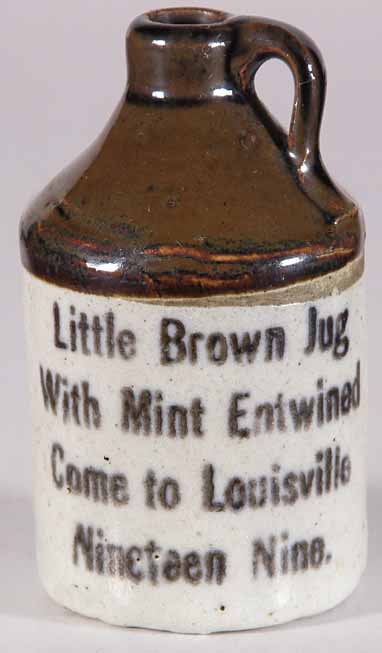 Little Brown Jug
With Mint Entwined
Come to Louisville
Nineteen Nine.